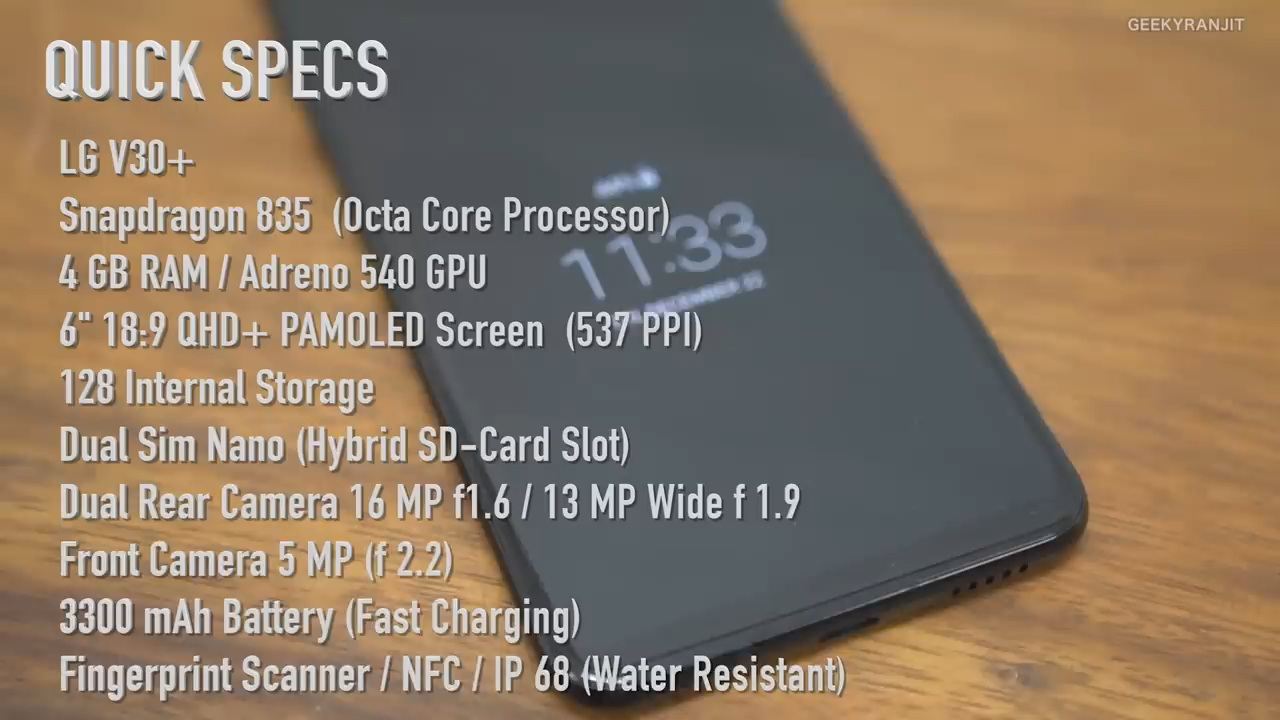 GEEKYRANJIT
QUICK SPECS
LG V30+
Snapdragon 835 (Octa Core Processor)
4 GB RAM / Adreno 540 GPU
6" 18:9 QHD+ PAMOLED Screen (537 PPI)
128 Internal Storage
Dual Sim Nano (Hybrid SD-Card Slot)
Dual Rear Camera 16 MP f1.6 / 13 MP Wide f 1.9
Front Camera 5 MP (f 2.2)
3300 mAh Battery (Fast Charging)
Fingerprint Scanner / NFC / IP 68 (Water Resistant)
11:33